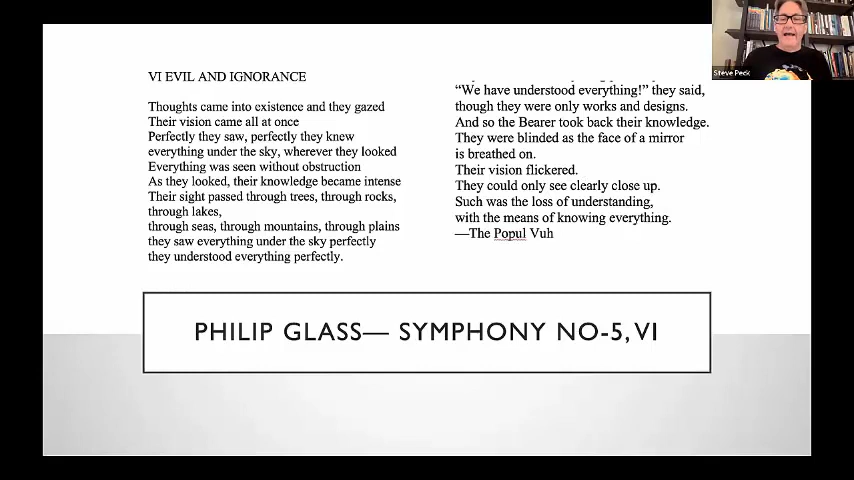 VI EVIL AND IGNORANCE
Thoughts came into existence and they gazed
Their vision came all at once
Perfectly they saw, perfectly they knew
everything under the sky, wherever they looked
Everything was seen without obstruction
As they looked, their knowledge became intense
Their sight passed through trees, through rocks,
through lakes,
through seas, through mountains, through plains
they saw everything under the sky perfectly
they understood everything perfectly.
“We have understood everything!” they said,
though they were only works and designs.
And so the Bearer took back their knowledge.
They were blinded as the face of a mirror
is breathed on.
Their vision flickered.
They could only see clearly close up.
Such was the loss of understanding,
with the means of knowing everything.
—The Popul Vuh
PHILIP GLASS— SYMPHONY NO-5, VI
Steve Peck